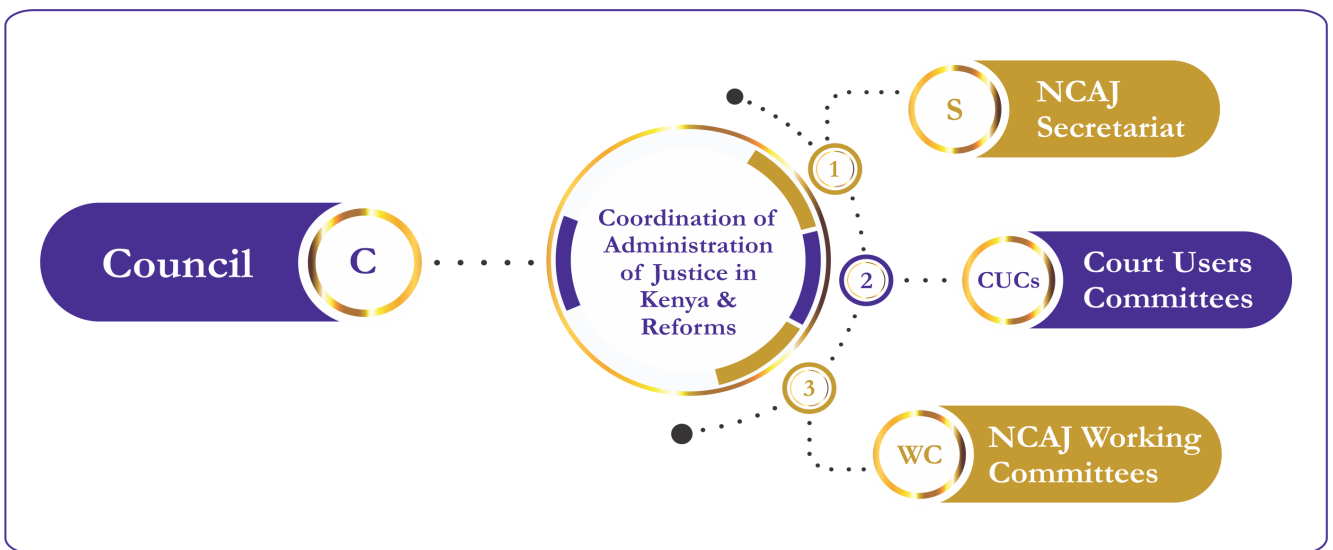 Council
C
Coordination of
Administration
of Justice in
Kenya &
Reforms
1
S
NCAJ
Secretariat
2
CUCs
Court Users
Committees
3
WC
NCAJ Working
Committees